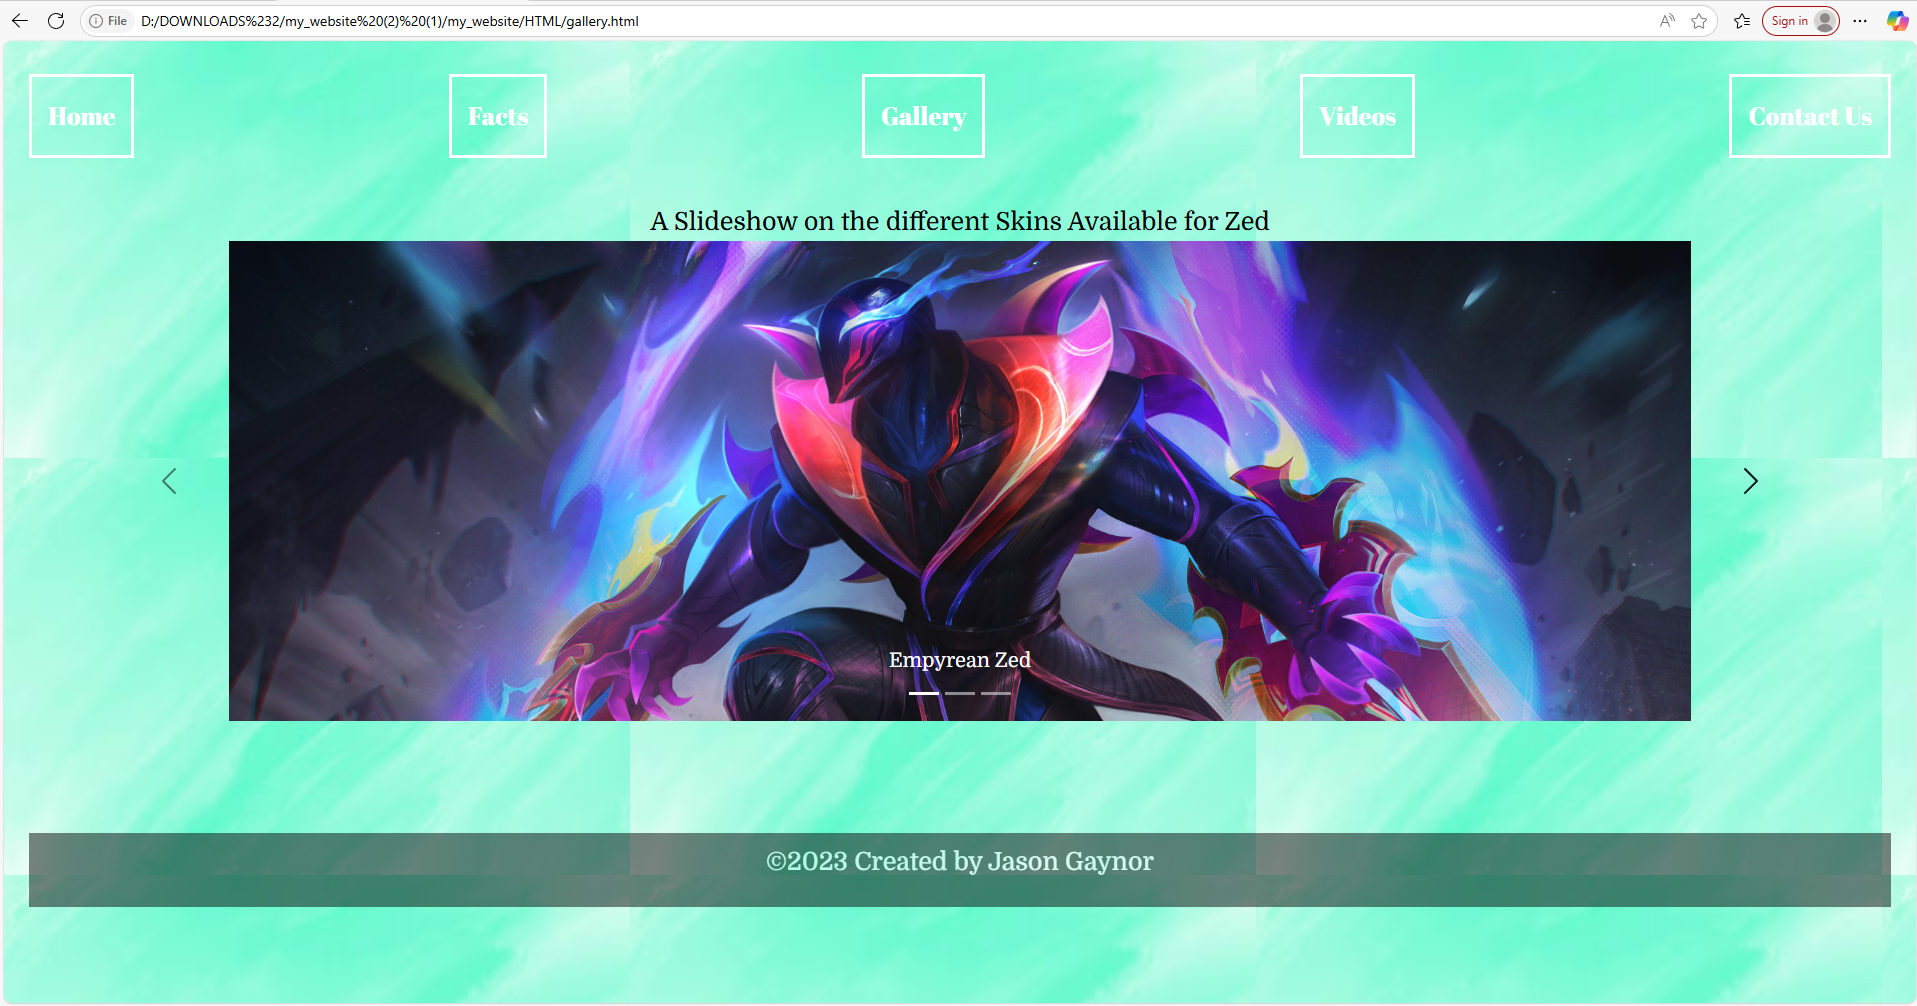 File D:/DOWNLOADS%232/my_website%20(2)%20(1)/my_website/HTML/gallery.html Sign in
Home Facts Gallery Videos Contact Us
A Slideshow on the different Skins Available for Zed
Empyrean Zed
©2023 Created by Jason Gaynor